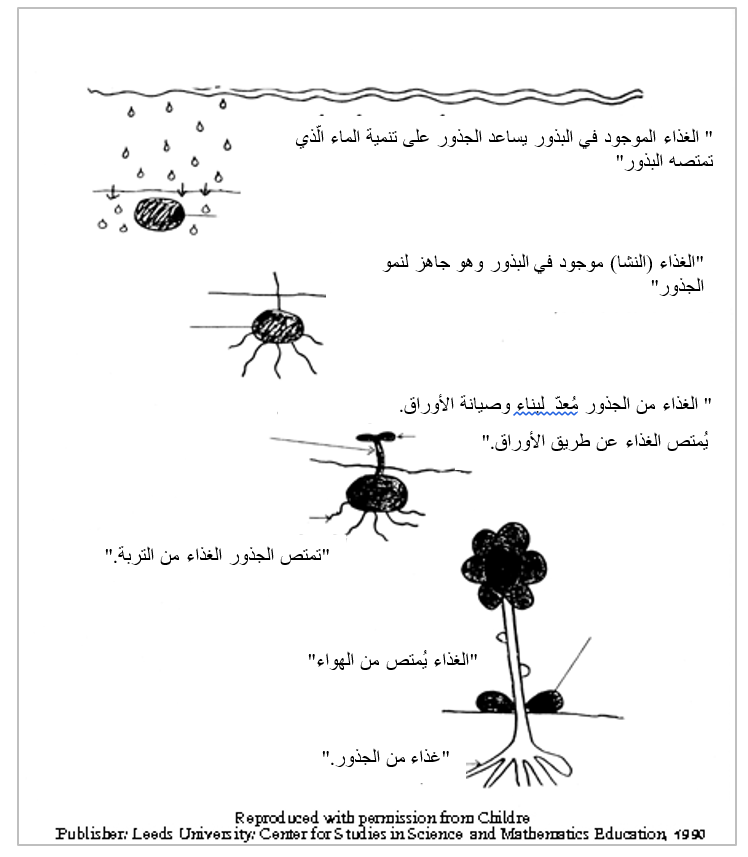 " الغذاء الموجود في البذور يساعد الجذور على تنمية الماء الّذي
تمتصه البذور"
"الغذاء (النشا) موجود في البذور وهو جاهز لنمو
الجذور"
" الغذاء من الجذور مُعدّ لبناء وصيانة الأوراق.
يُمتص الغذاء عن طريق الأوراق."
"تمتص الجذور الغذاء من التربة."
"الغذاء يُمتص من الهواء"
"غذاء من الجذور."
Reproduced with permission from Childre
Publisher: Leeds University: Center for Studies in Science and Mathematics Education, 1990